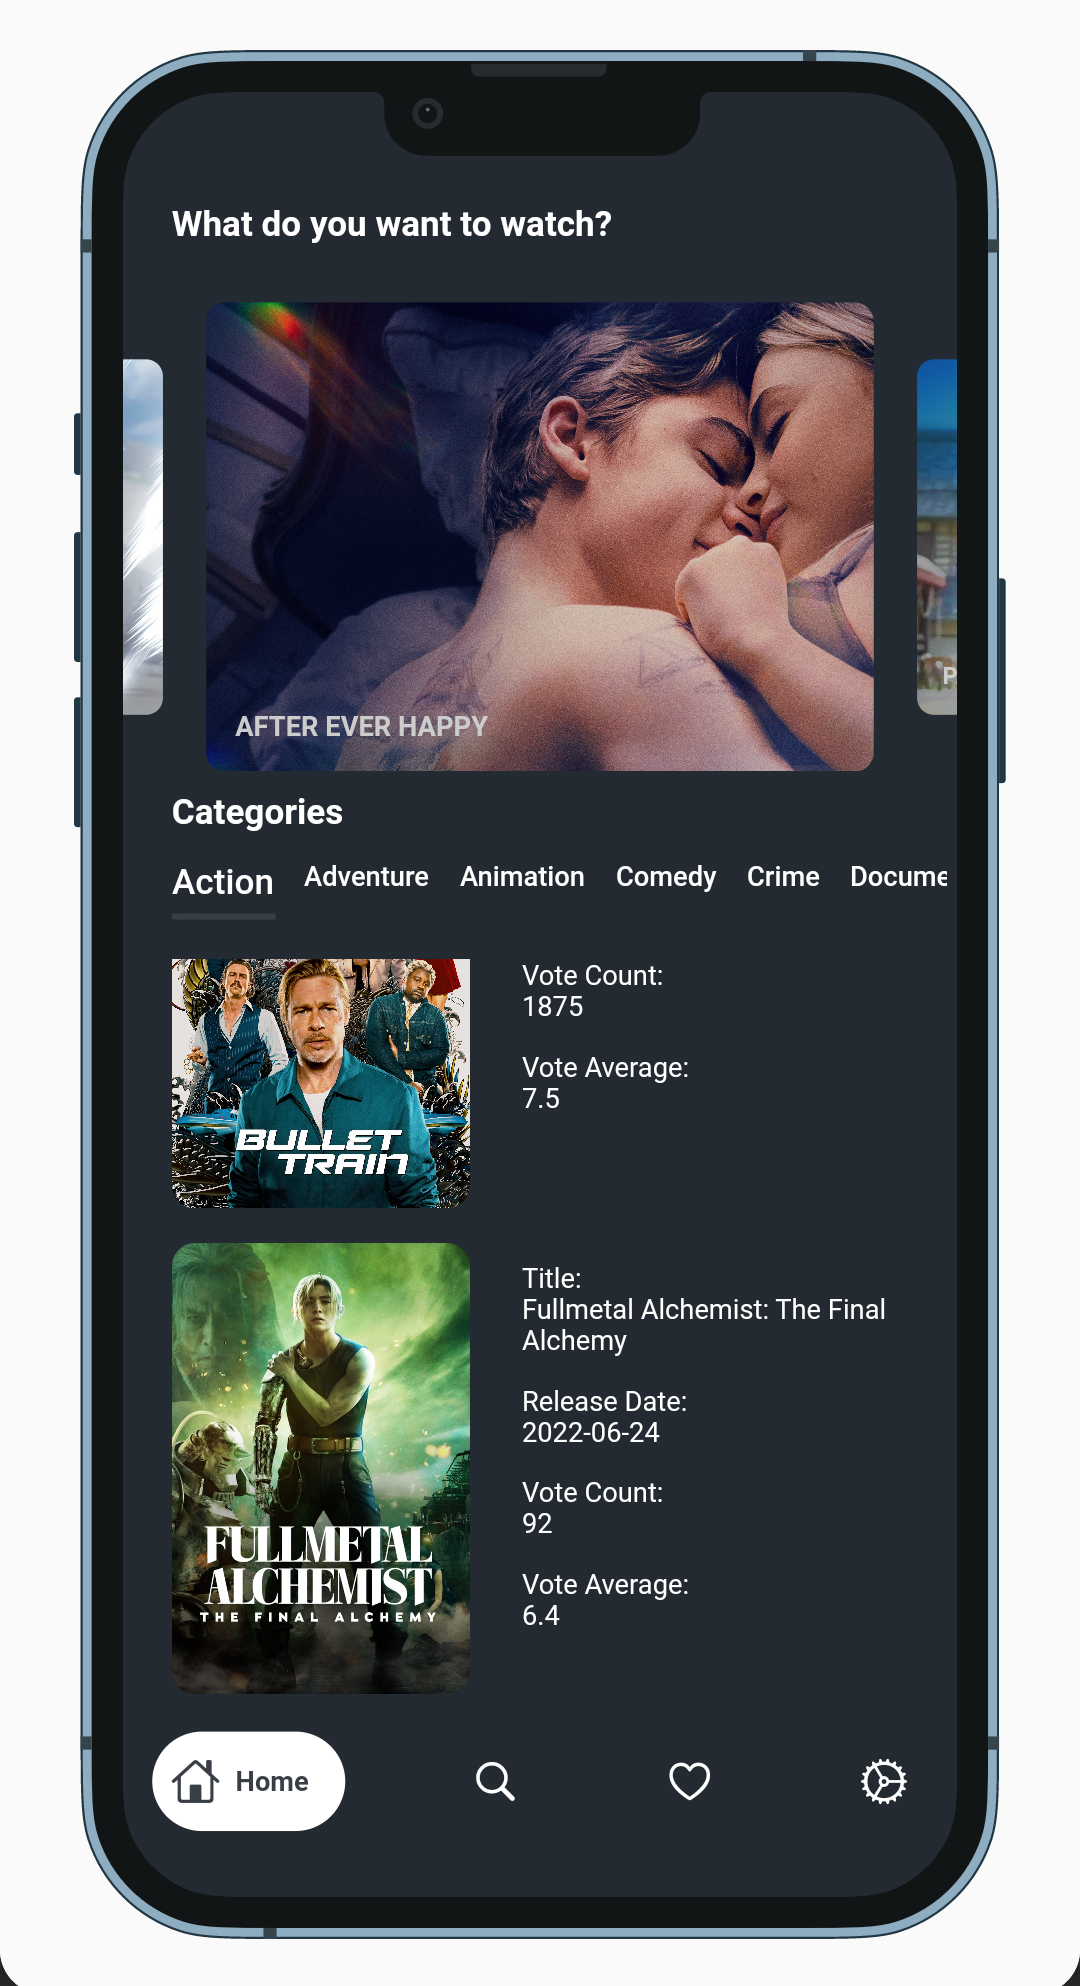 What do you want to watch?
AFTER EVER HAPPY
P
Categories
Action Adventure Animation Comedy Crime Docume
BULLET
TRAIN
Vote Count:
1875
Vote Average:
7.5
FULLMETAL
ALCHEMIST
THE FINAL ALCHEMY
Title:
Fullmetal Alchemist: The Final
Alchemy
Release Date:
2022-06-24
Vote Count:
92
Vote Average:
6.4
Home